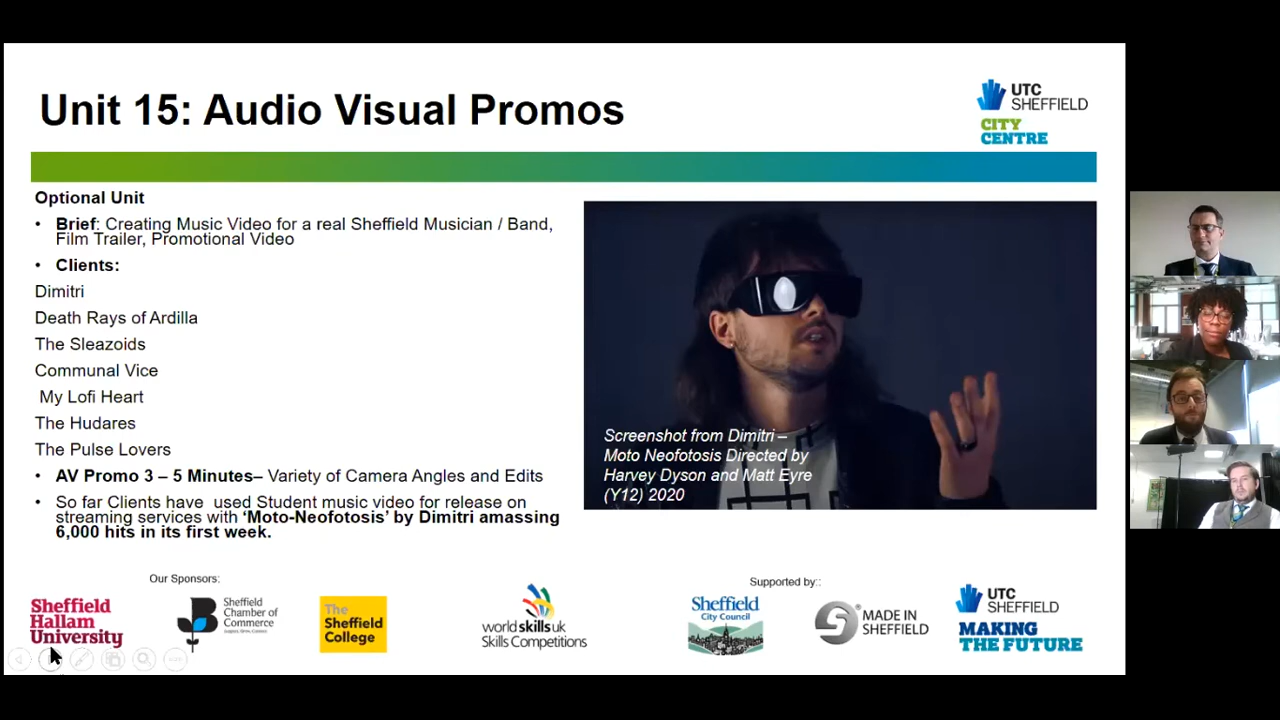 Unit 15: Audio Visual Promos
UTC
SHEFFIELD
CITY
CENTRE
Optional Unit
• Brief: Creating Music Video for a real Sheffield Musician / Band,
Film Trailer, Promotional Video
• Clients:
Dimitri
Death Rays of Ardilla
The Sleazoids
Communal Vice
My Lofi Heart
The Hudares
The Pulse Lovers
• AV Promo 3 – 5 Minutes– Variety of Camera Angles and Edits
• So far Clients have used Student music video for release on
streaming services with ‘Moto-Neofotosis’ by Dimitri amassing
6,000 hits in its first week.
Screenshot from Dimitri –
Moto Neofotosis Directed by
Harvey Dyson and Matt Eyre
(Y12) 2020
Our Sponsors:
Sheffield
Hallam
University
Sheffield
Chamber of
Commerce
The
Sheffield
College
worldskillsuk
Skills Competitions
Supported by::
Sheffield
City Council
MADE IN
SHEFFIELD
UTC
SHEFFIELD
MAKING
THE FUTURE